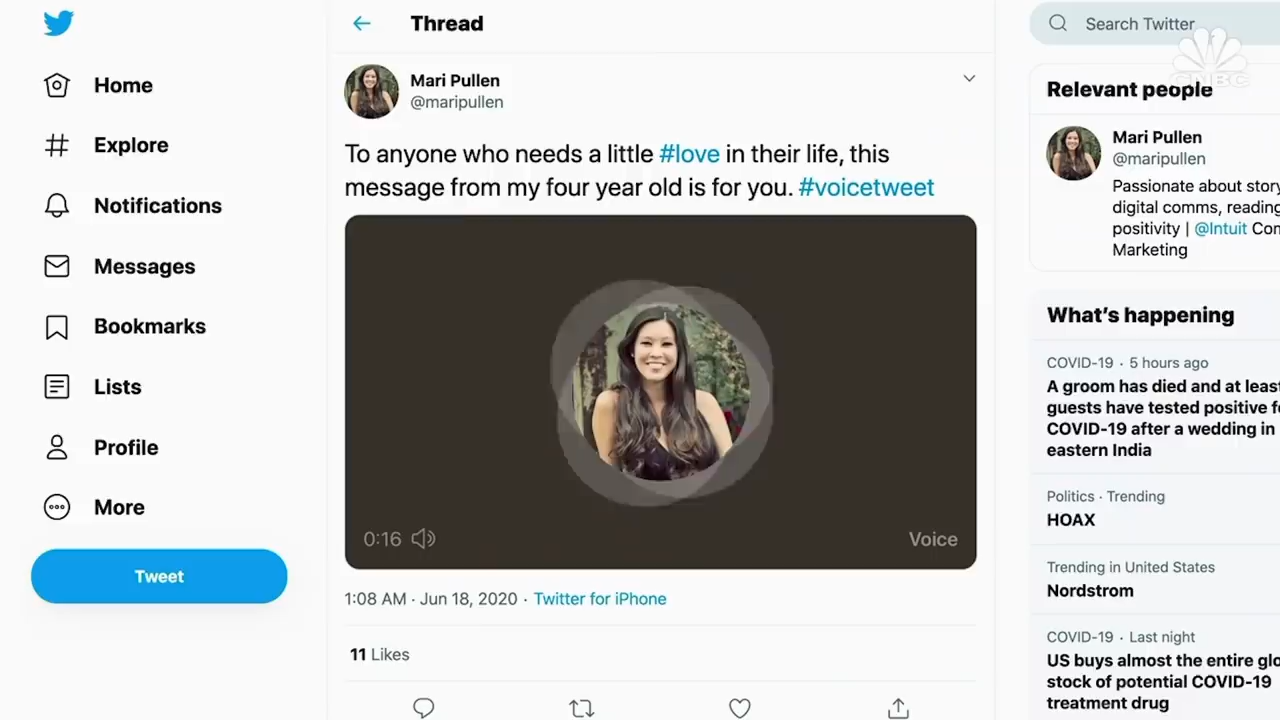 Home
Explore
Notifications
Messages
Bookmarks
Lists
Profile
More
Tweet
Thread
Mari Pullen
@maripullen
To anyone who needs a little #love in their life, this
message from my four year old is for you. #voicetweet
0:16
Voice
1:08 AM · Jun 18, 2020 · Twitter for iPhone
11 Likes
Search Twitter
CNBC
Relevant people
Mari Pullen
@maripullen
Passionate about story
digital comms, reading
positivity | @Intuit Con
Marketing
What's happening
COVID-19 · 5 hours ago
A groom has died and at least
guests have tested positive f
COVID-19 after a wedding in
eastern India
Politics · Trending
HOAX
Trending in United States
Nordstrom
COVID-19 · Last night
US buys almost the entire glo
stock of potential COVID-19
treatment drug